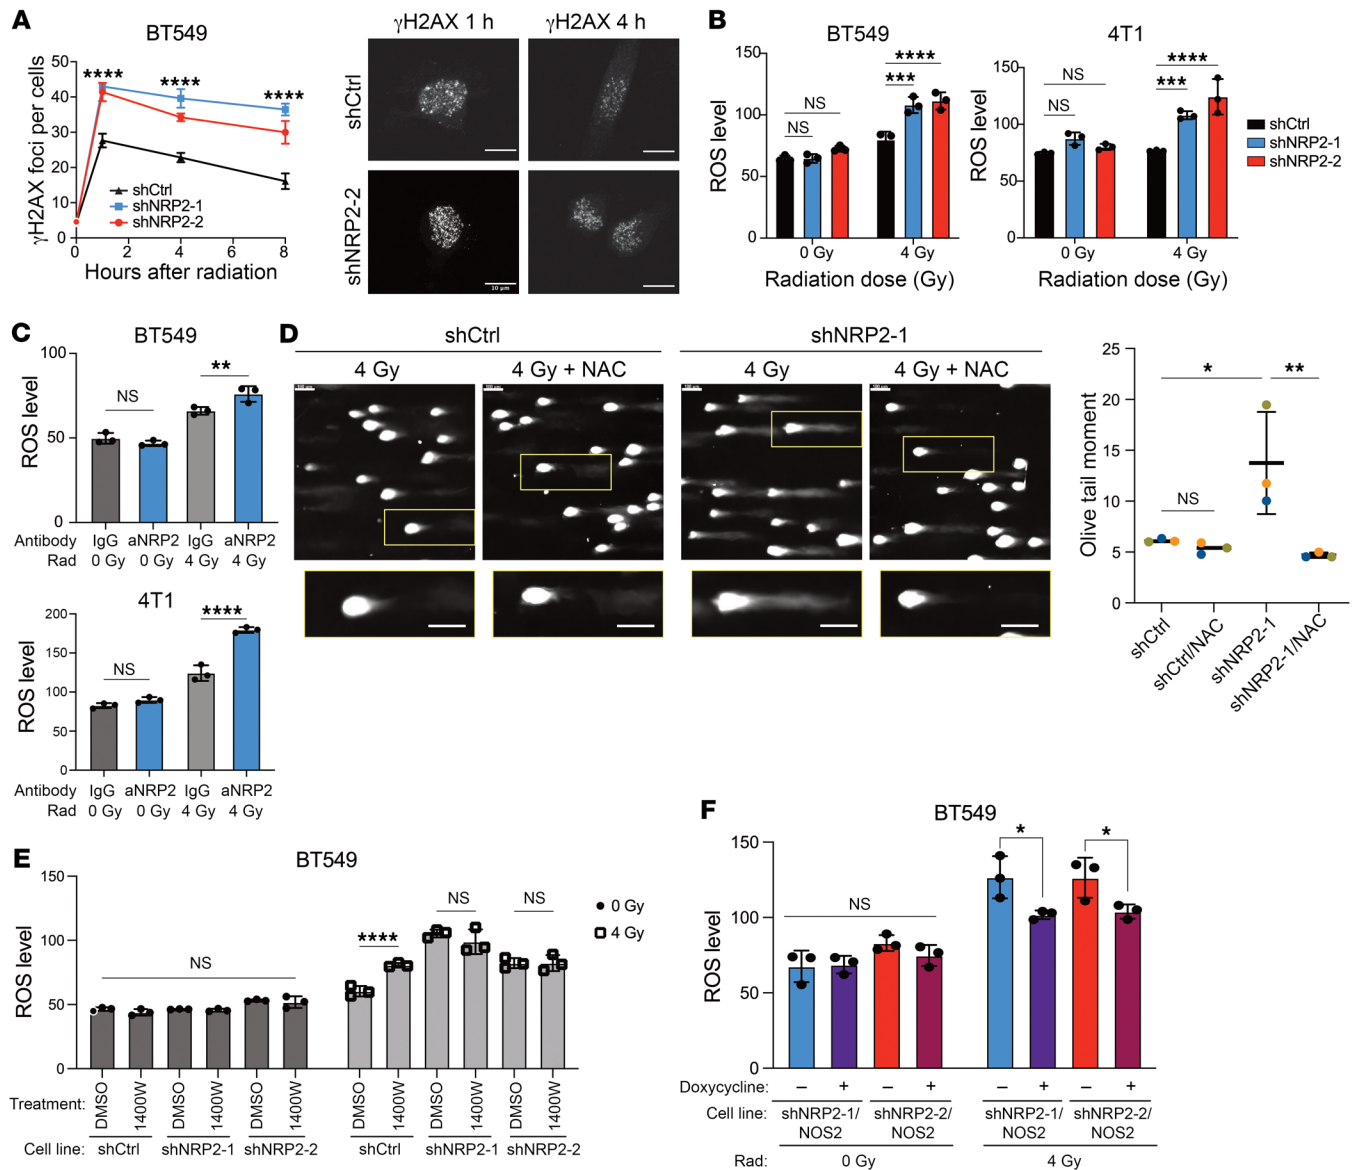 A
BT549
γH2AX foci per cells
50
40
30
20
10
0
****
****
****
shCtrl
shNRP2-1
shNRP2-2
0 2 4 6 8
Hours after radiation
γH2AX 1 h
γH2AX 4 h
shCtrl
shNRP2-2
10 μm
B
BT549
ROS level
150
100
50
0
NS
NS
***
****
0 Gy
4 Gy
Radiation dose (Gy)
4T1
ROS level
150
100
50
0
NS
NS
***
****
0 Gy
4 Gy
Radiation dose (Gy)
shCtrl
shNRP2-1
shNRP2-2
C
BT549
ROS level
100
50
0
NS
**
Antibody IgG aNRP2 IgG aNRP2
Rad 0 Gy 0 Gy 4 Gy 4 Gy
4T1
ROS level
200
150
100
50
0
NS
****
Antibody IgG aNRP2 IgG aNRP2
Rad 0 Gy 0 Gy 4 Gy 4 Gy
D
shCtrl
shNRP2-1
4 Gy
4 Gy + NAC
4 Gy
4 Gy + NAC
Olive tail moment
25
20
15
10
5
0
*
**
NS
shCtrl
shCtrl/NAC
shNRP2-1
shNRP2-1/NAC
E
BT549
ROS level
150
100
50
0
NS
****
NS
NS
0 Gy
4 Gy
Treatment: DMSO 1400W DMSO 1400W DMSO 1400W DMSO 1400W DMSO 1400W DMSO 1400W
Cell line: shCtrl shNRP2-1 shNRP2-2 shCtrl shNRP2-1 shNRP2-2
F
BT549
ROS level
150
100
50
0
NS
*
*
Doxycycline: – + – + – + – +
Cell line: shNRP2-1/ shNRP2-2/ shNRP2-1/ shNRP2-2/
NOS2 NOS2 NOS2 NOS2
Rad: 0 Gy 4 Gy